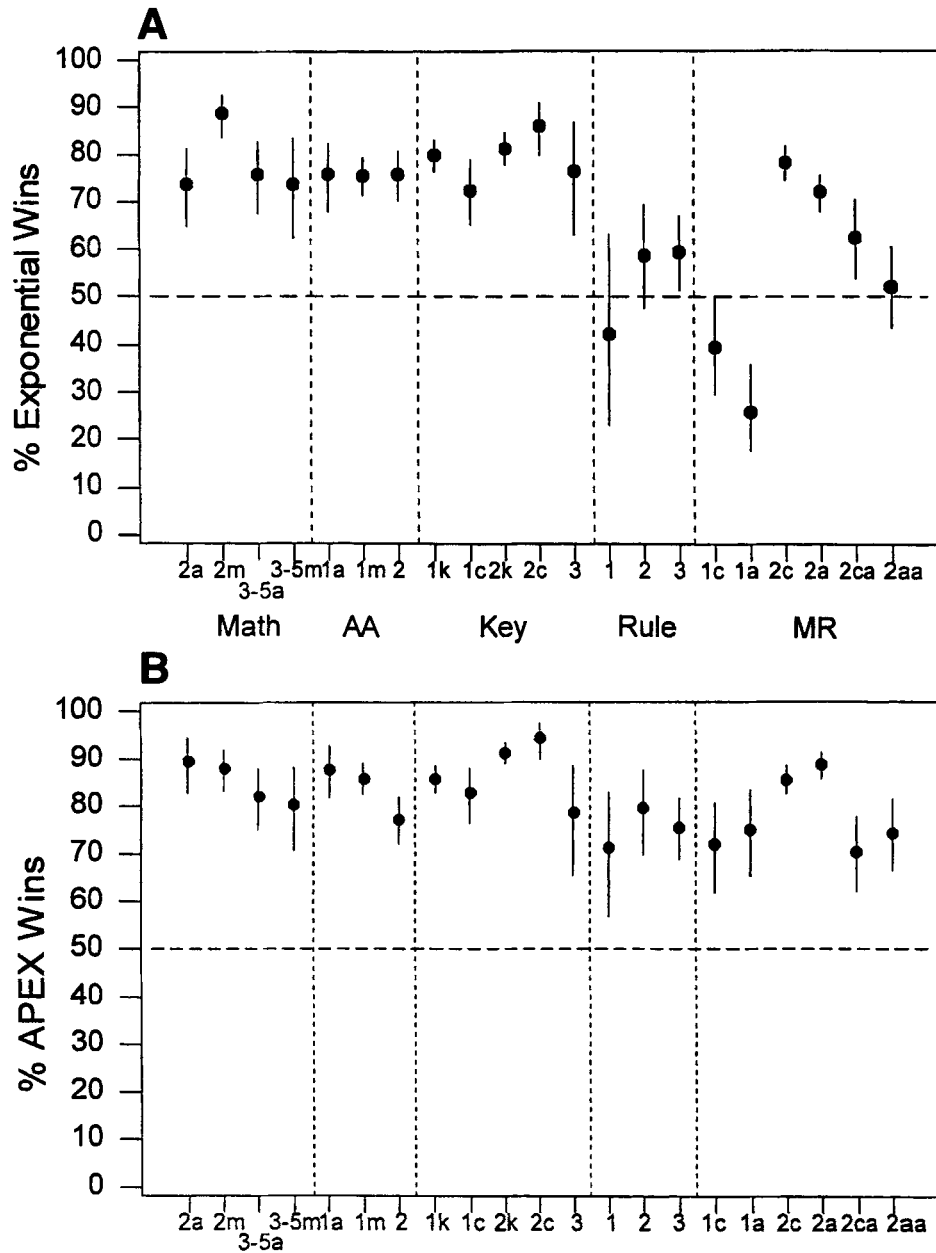 A
% Exponential Wins
100
90
80
70
60
50
40
30
20
10
0
2a 2m 3-5m 1a 1m 2 1k 1c 2k 2c 3 1 2 3 1c 1a 2c 2a 2ca 2aa
3-5a
Math AA Key Rule MR
B
% APEX Wins
100
90
80
70
60
50
40
30
20
10
0
2a 2m 3-5m 1a 1m 2 1k 1c 2k 2c 3 1 2 3 1c 1a 2c 2a 2ca 2aa
3-5a